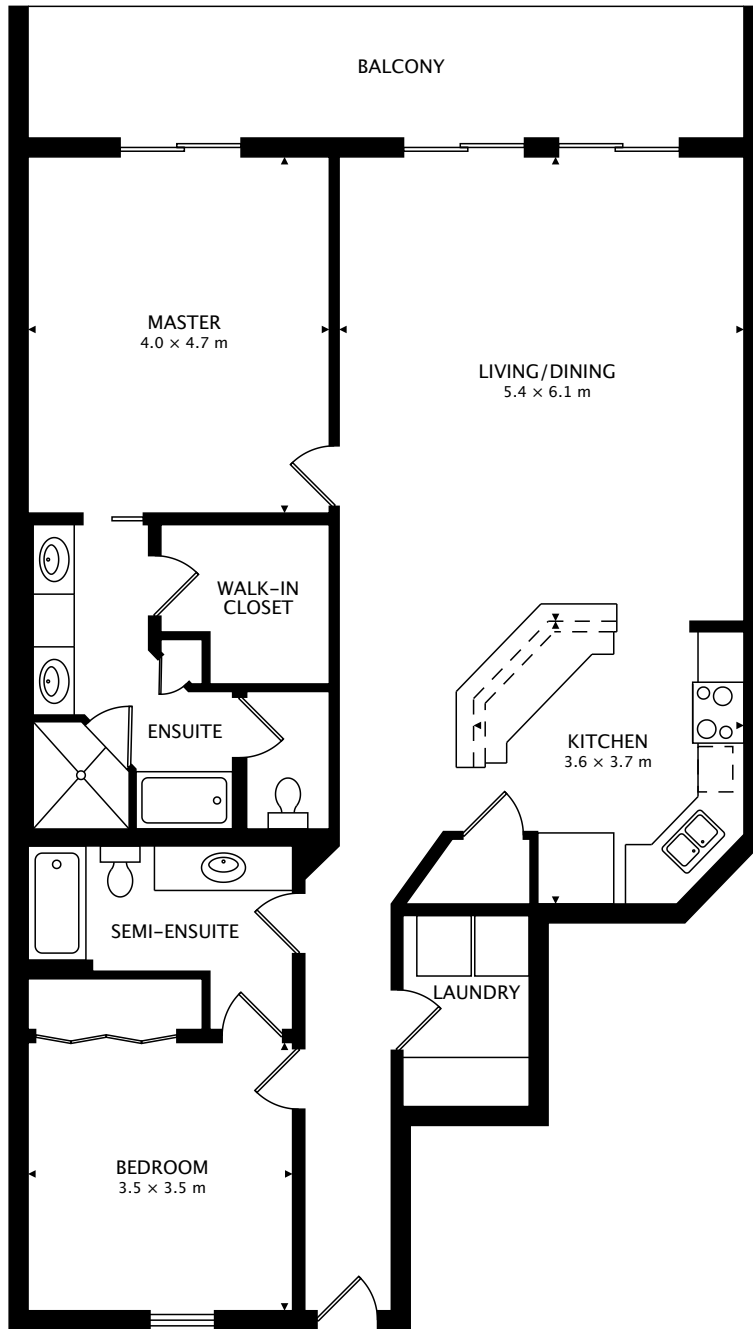 BALCONY
MASTER
4.0 × 4.7 m
LIVING/DINING
5.4 × 6.1 m
WALK-IN
CLOSET
ENSUITE
KITCHEN
3.6 × 3.7 m
SEMI-ENSUITE
LAUNDRY
BEDROOM
3.5 × 3.5 m